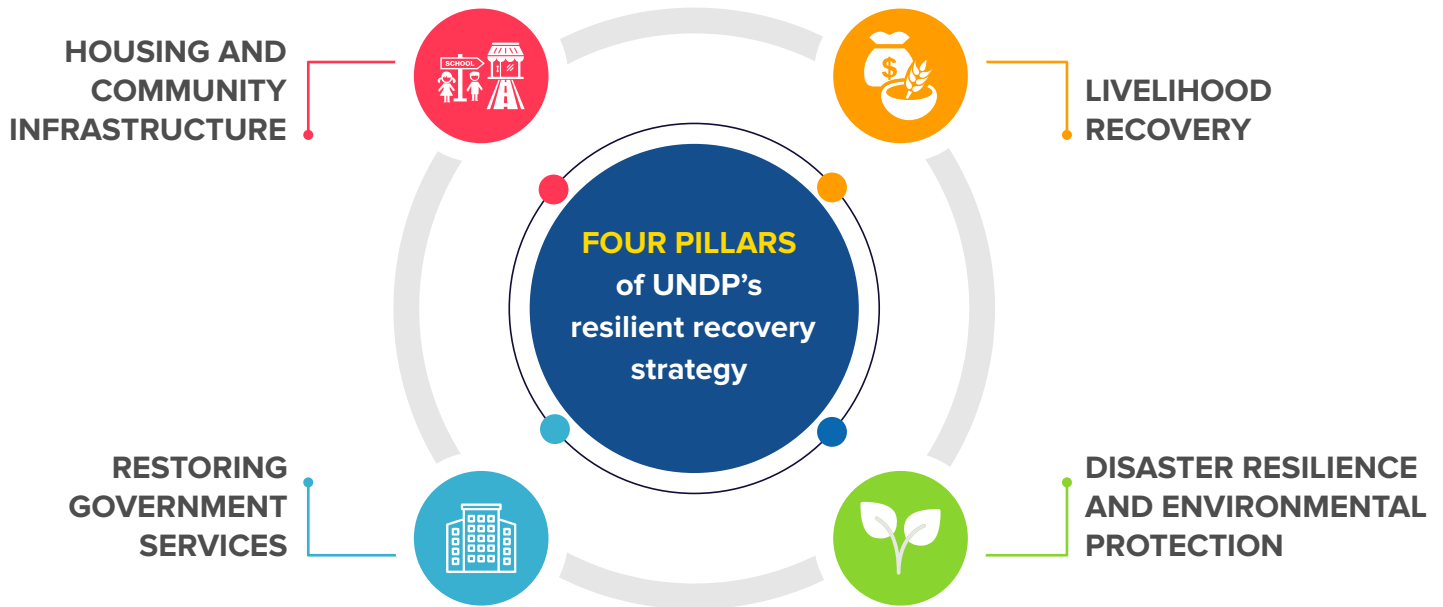 HOUSING AND
COMMUNITY
INFRASTRUCTURE
SCHOOL
$
LIVELIHOOD
RECOVERY
FOUR PILLARS
of UNDP’s
resilient recovery
strategy
RESTORING
GOVERNMENT
SERVICES
DISASTER RESILIENCE
AND ENVIRONMENTAL
PROTECTION